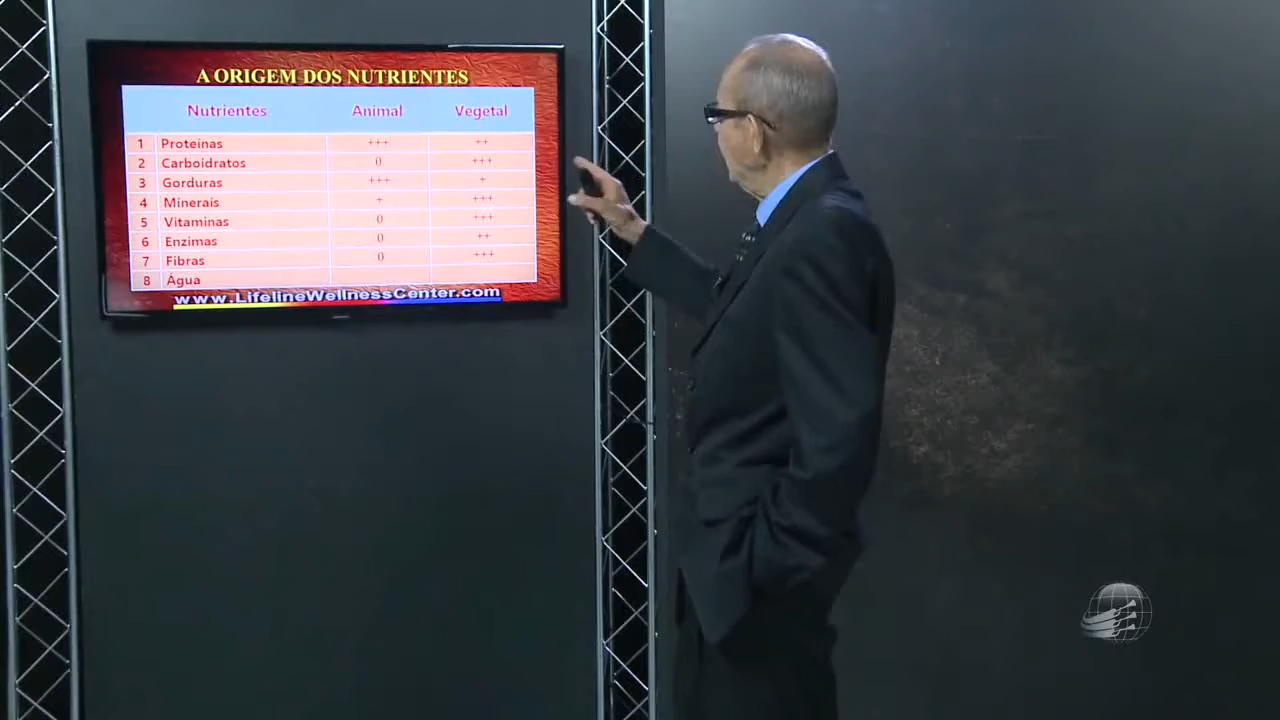 A ORIGEM DOS NUTRIENTES
Nutrientes Animal Vegetal
1 Proteínas +++ ++
2 Carboidratos 0 +++
3 Gorduras +++ +
4 Minerais + +++
5 Vitaminas 0 +++
6 Enzimas 0 ++
7 Fibras 0 +++
8 Água
www.LifelineWellnessCenter.com